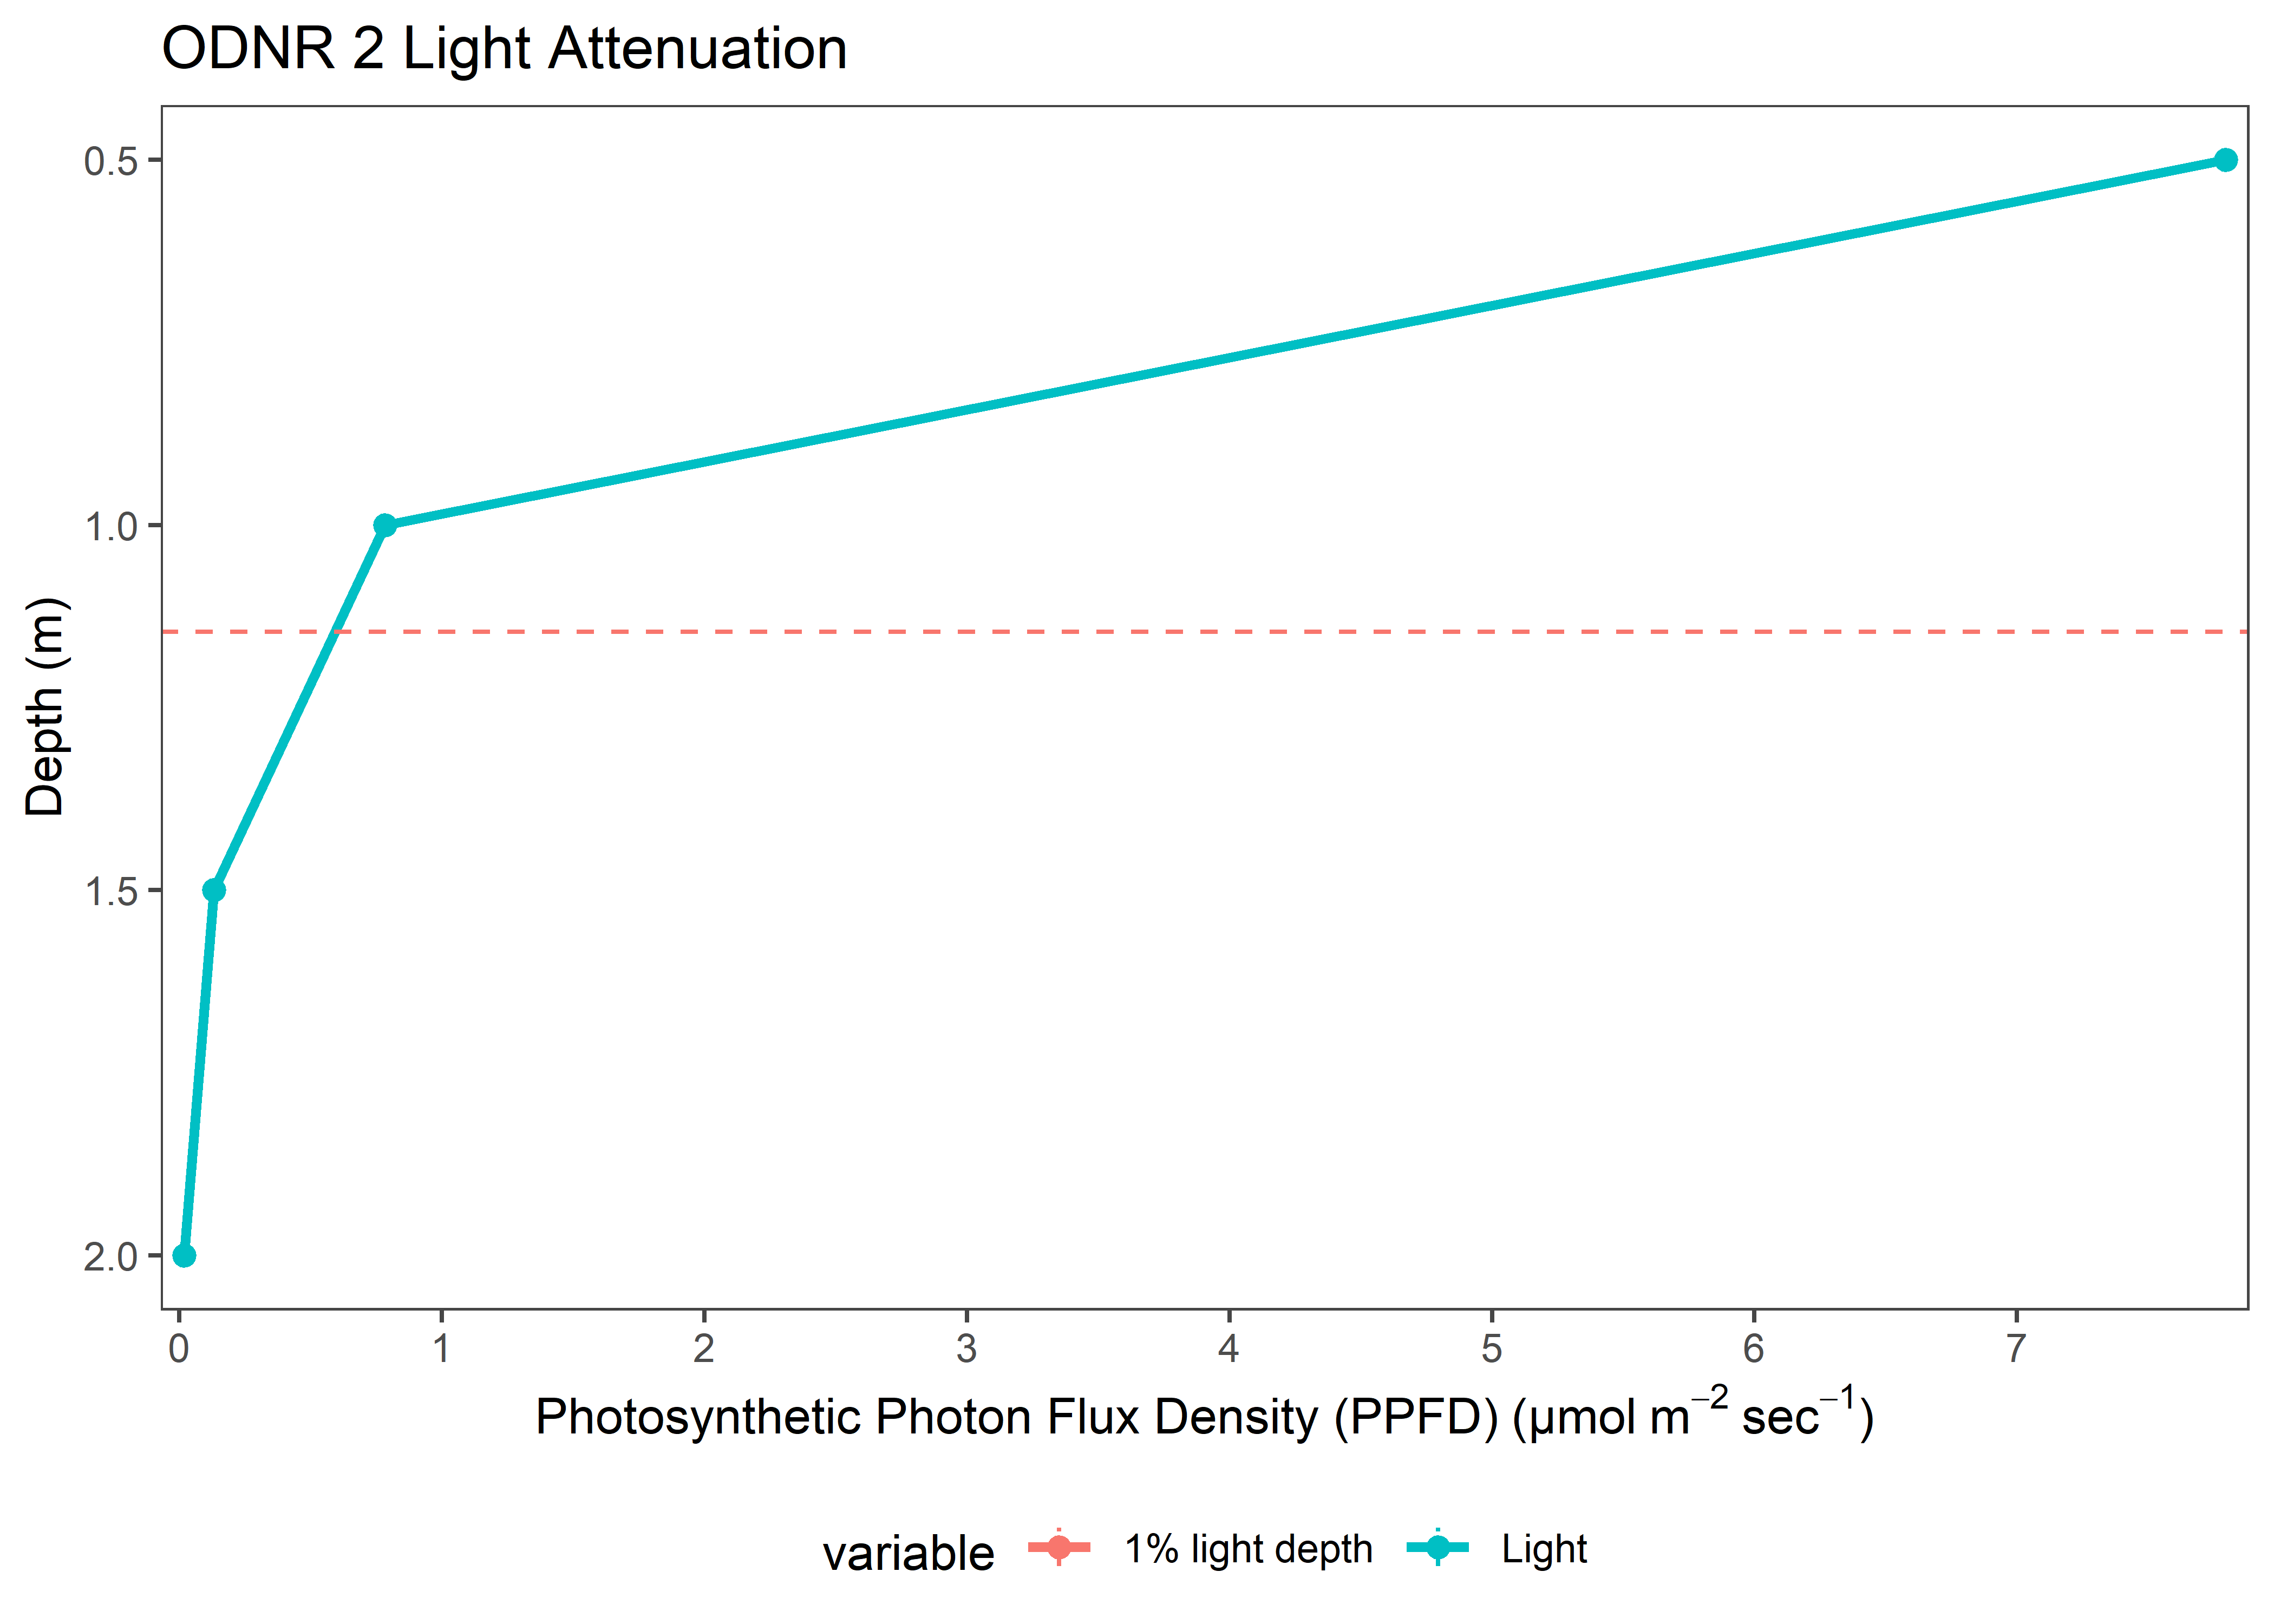 ODNR 2 Light Attenuation
0.5
1.0
1.5
2.0
Depth (m)
0 1 2 3 4 5 6 7
Photosynthetic Photon Flux Density (PPFD) (µmol m⁻² sec⁻¹)
variable 1% light depth Light